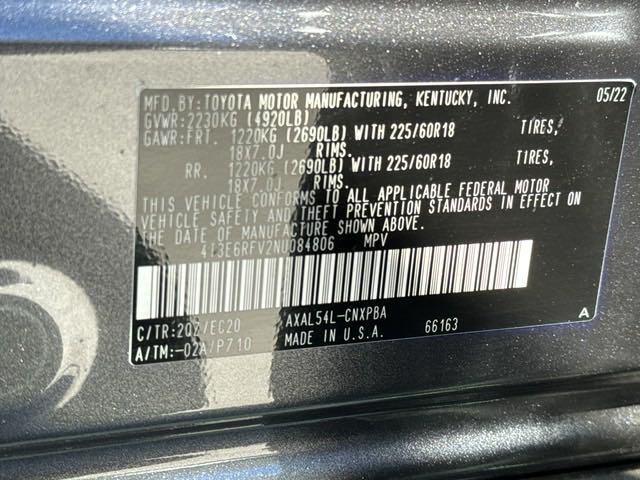 MFD.BY:TOYOTA MOTOR MANUFACTURING, KENTUCKY, INC. 05/22
GVWR:2230KG (4920LB)
GAWR:FRT. 1220KG (2690LB) WITH 225/60R18 TIRES,
18X7.0J RIMS.
RR. 1220KG (2690LB) WITH 225/60R18 TIRES,
18X7.0J RIMS.
THIS VEHICLE CONFORMS TO ALL APPLICABLE FEDERAL MOTOR
VEHICLE SAFETY AND THEFT PREVENTION STANDARDS IN EFFECT ON
THE DATE OF MANUFACTURE SHOWN ABOVE.
4T3E6RFV2NU084806 MPV
C/TR:202/EC20 AXAL54L-CNXPBA A
A/TM:-02A/P710 MADE IN U.S.A. 66163